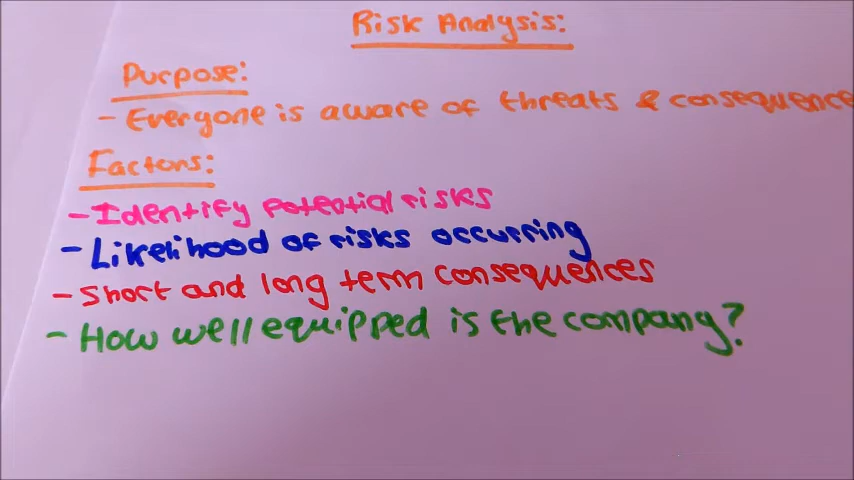 Risk Analysis:
Purpose:
- Everyone is aware of threats & consequence
Factors:
- Identify potential risks
- Likelihood of risks occurring
- Short and long term consequences
- How well equipped is the company?